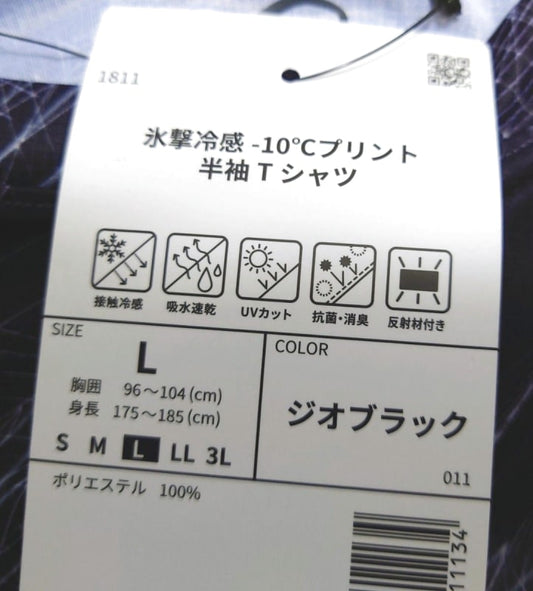 1811
氷撃冷感 -10℃プリント
半袖 T シャツ
接触冷感 吸水速乾 UVカット 抗菌・消臭 反射材付き
SIZE
L
胸囲 96～104 (cm)
身長 175～185 (cm)
S M L LL 3L
COLOR
ジオブラック
011
ポリエステル 100%
11134